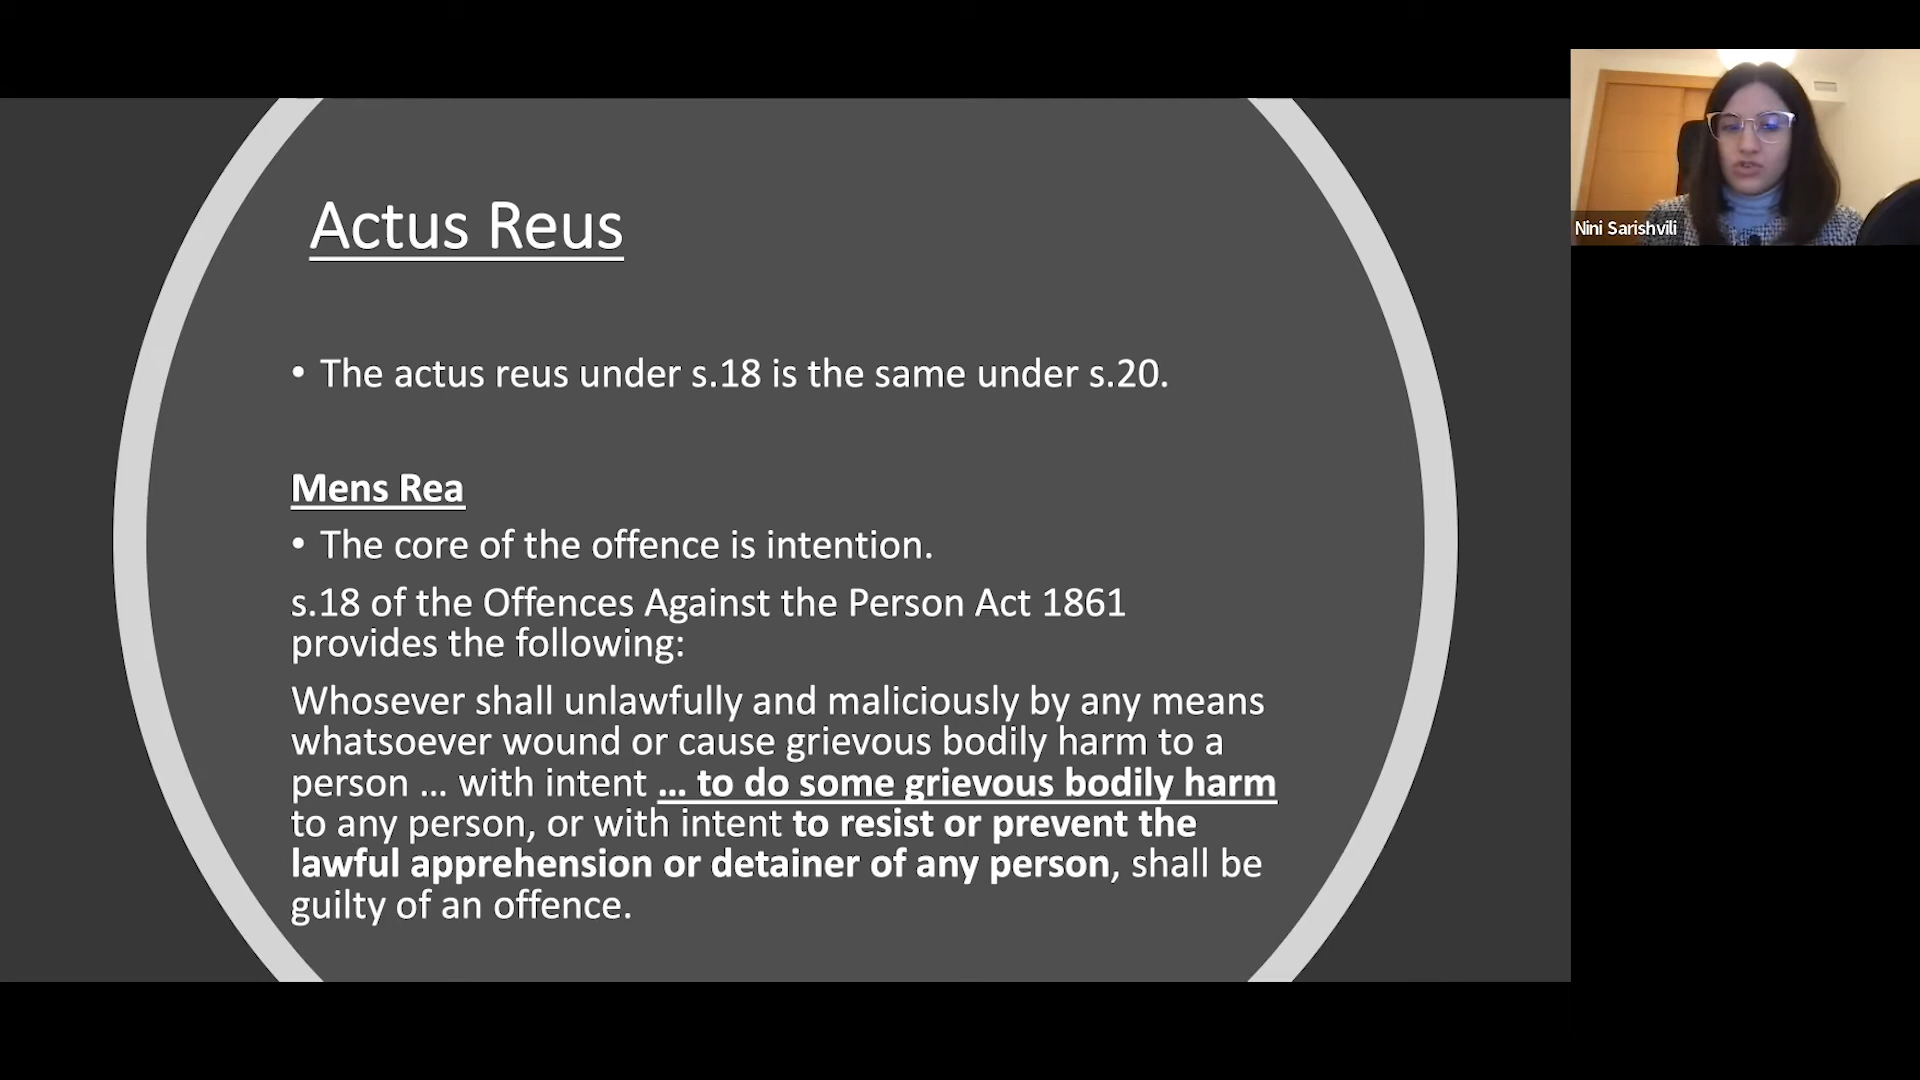 Actus Reus
• The actus reus under s.18 is the same under s.20.
Mens Rea
• The core of the offence is intention.
s.18 of the Offences Against the Person Act 1861
provides the following:
Whosever shall unlawfully and maliciously by any means
whatsoever wound or cause grievous bodily harm to a
person … with intent … to do some grievous bodily harm
to any person, or with intent to resist or prevent the
lawful apprehension or detainer of any person, shall be
guilty of an offence.
Nini Sarishvili